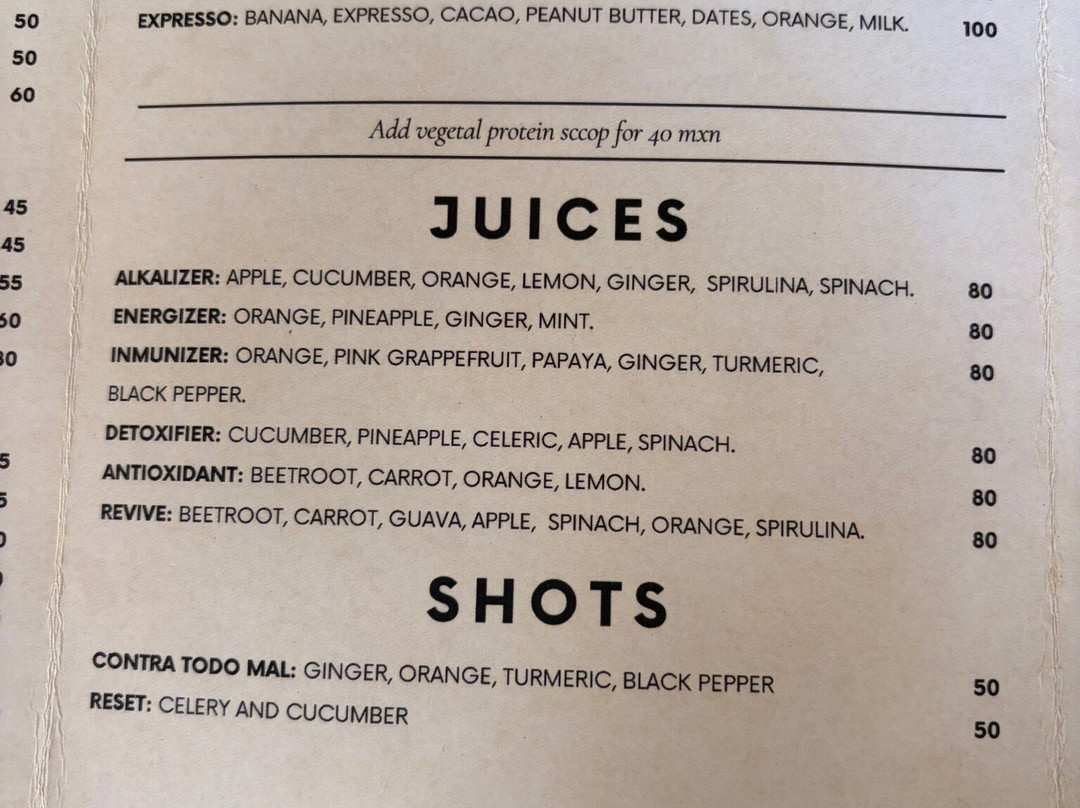 50
50
60
45
45
55
60
EXPRESSO: BANANA, EXPRESSO, CACAO, PEANUT BUTTER, DATES, ORANGE, MILK. 100
Add vegetal protein sccop for 40 mxn
JUICES
ALKALIZER: APPLE, CUCUMBER, ORANGE, LEMON, GINGER, SPIRULINA, SPINACH. 80
ENERGIZER: ORANGE, PINEAPPLE, GINGER, MINT. 80
INMUNIZER: ORANGE, PINK GRAPPEFRUIT, PAPAYA, GINGER, TURMERIC, 80
BLACK PEPPER.
DETOXIFIER: CUCUMBER, PINEAPPLE, CELERIC, APPLE, SPINACH. 80
ANTIOXIDANT: BEETROOT, CARROT, ORANGE, LEMON. 80
REVIVE: BEETROOT, CARROT, GUAVA, APPLE, SPINACH, ORANGE, SPIRULINA. 80
SHOTS
CONTRA TODO MAL: GINGER, ORANGE, TURMERIC, BLACK PEPPER 50
RESET: CELERY AND CUCUMBER 50